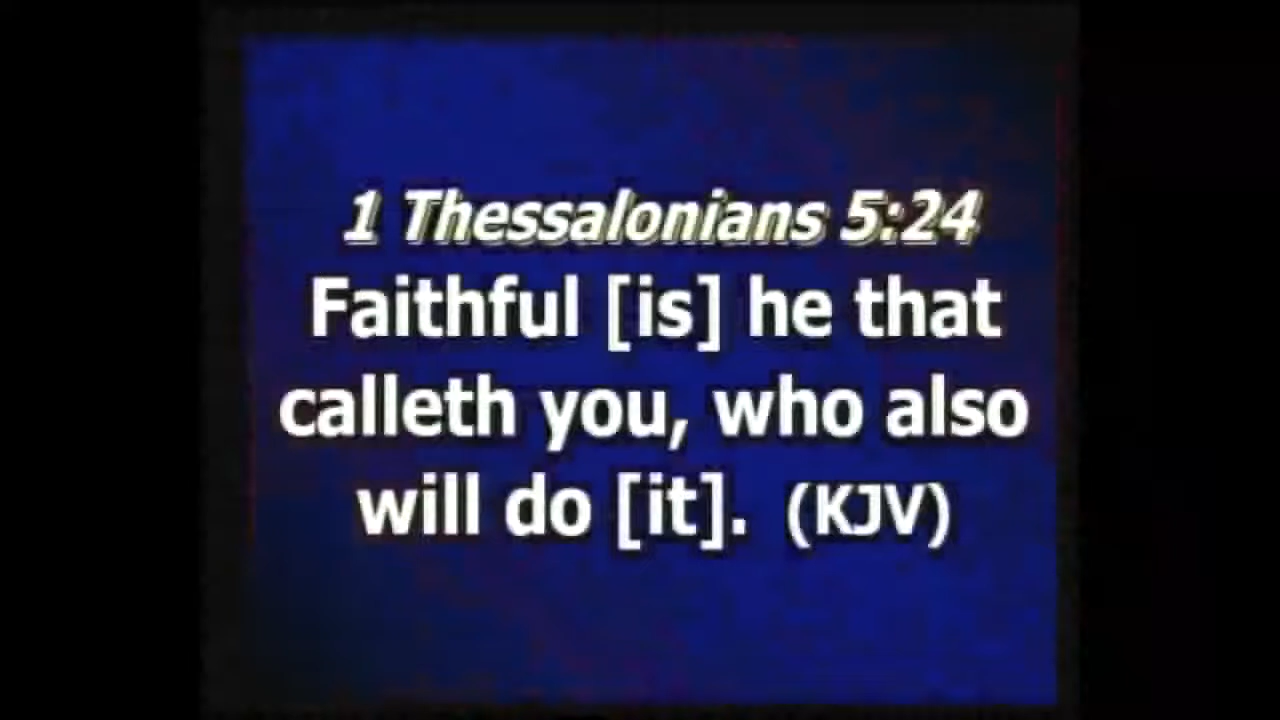 1 Thessalonians 5:24
Faithful [is] he that
calleth you, who also
will do [it]. (KJV)